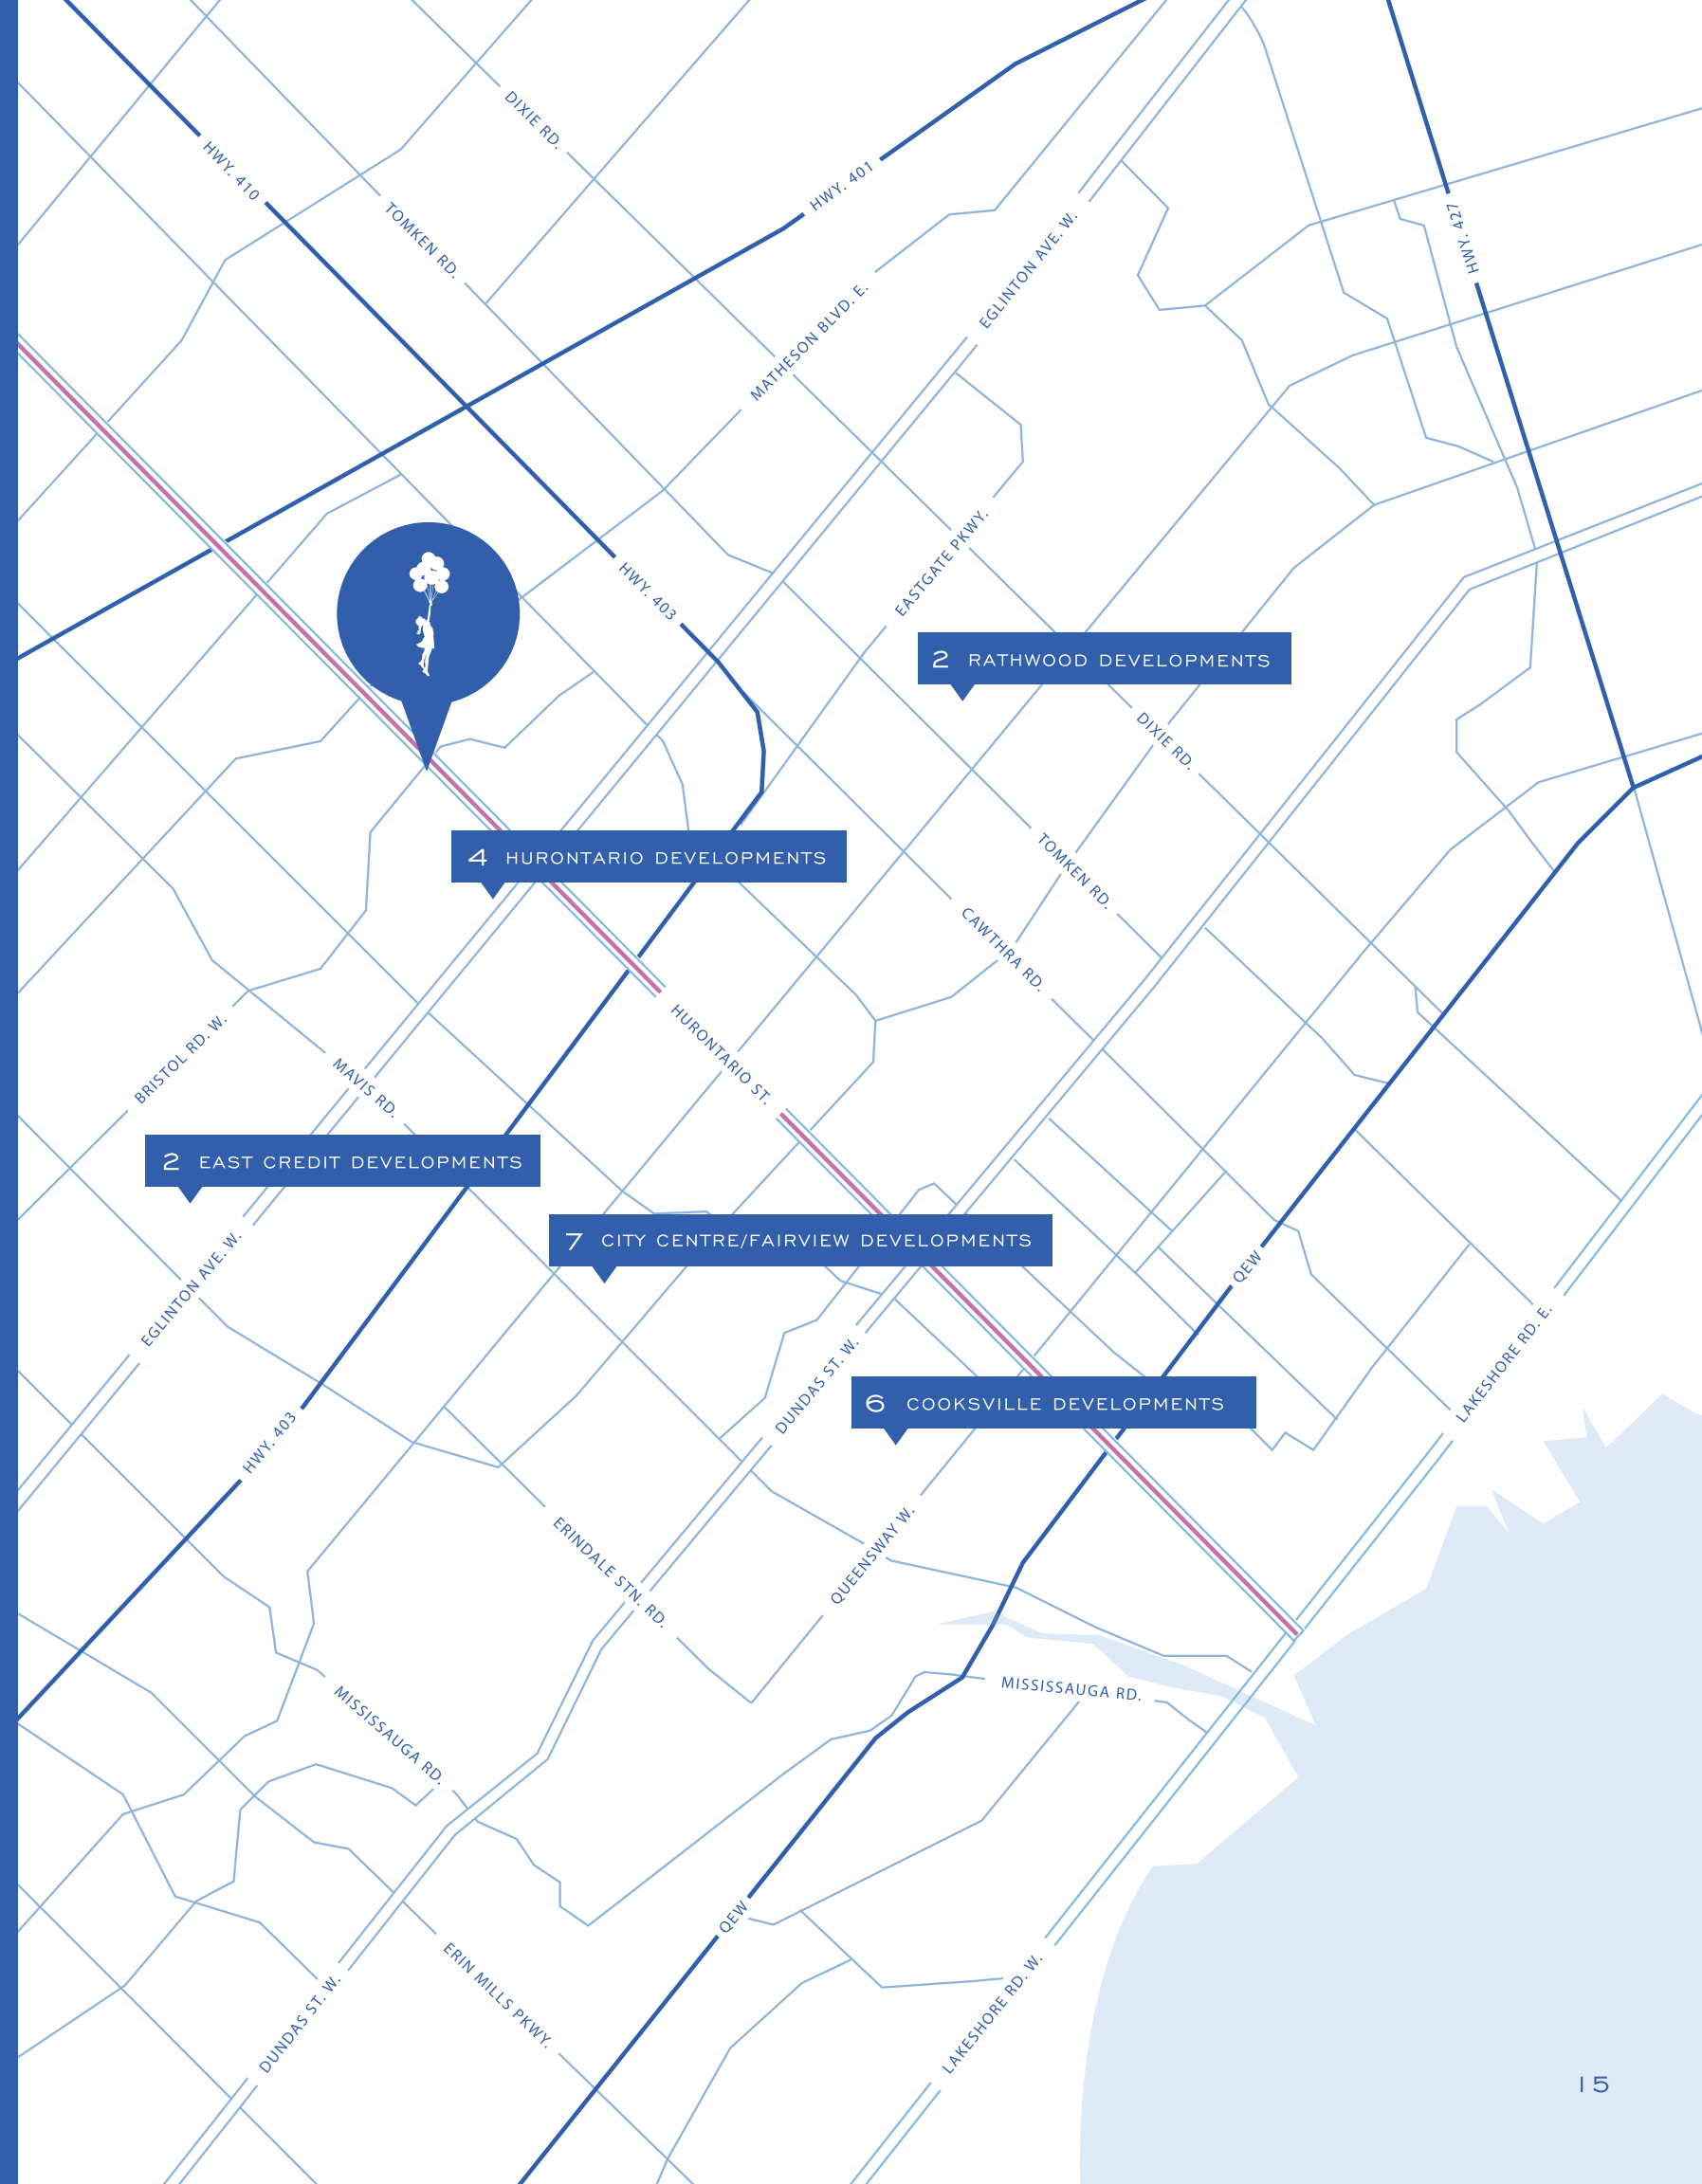 DIXIE RD.
HWY. 410
HWY. 401
TOMKEN RD.
HWY. 427
EGLINTON AVE. W.
MATHESON BLVD. E.
EASTGATE PKWY.
HWY. 403
2 RATHWOOD DEVELOPMENTS
DIXIE RD.
4 HURONTARIO DEVELOPMENTS
TOMKEN RD.
CAWTHRA RD.
HURONTARIO ST.
BRISTOL RD. W.
MAVIS RD.
2 EAST CREDIT DEVELOPMENTS
7 CITY CENTRE/FAIRVIEW DEVELOPMENTS
EGLINTON AVE. W.
QEW
LAKESHORE RD. E.
DUNDAS ST. W.
6 COOKSVILLE DEVELOPMENTS
HWY. 403
ERINDALE STN. RD.
QUEENSWAY W.
MISSISSAUGA RD.
MISSISSAUGA RD.
QEW
ERIN MILLS PKWY.
DUNDAS ST. W.
LAKESHORE RD. W.
15